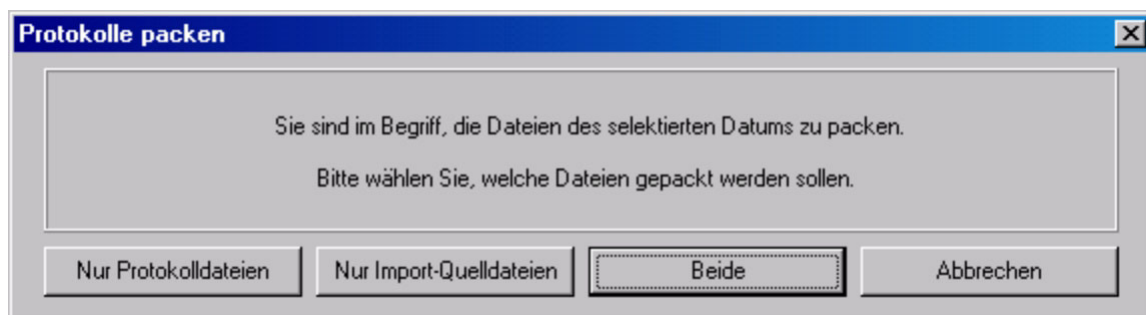 Protokolle packen
Sie sind im Begriff, die Dateien des selektierten Datums zu packen.
Bitte wählen Sie, welche Dateien gepackt werden sollen.
Nur Protokolldateien
Nur Import-Quelldateien
Beide
Abbrechen